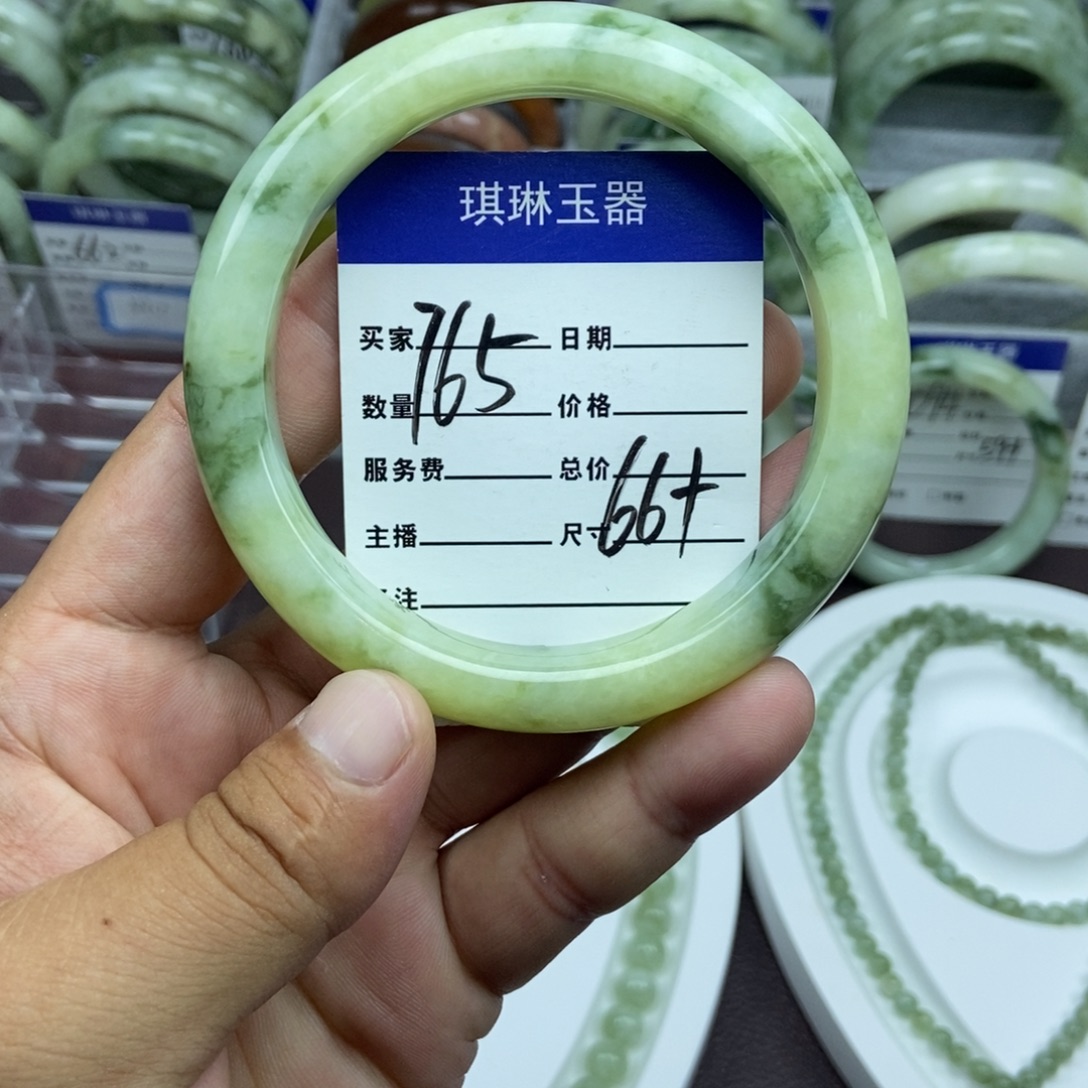 琪琳玉器
买家 765 日期
数量 价格
服务费 总价
主播 尺寸 66+
注